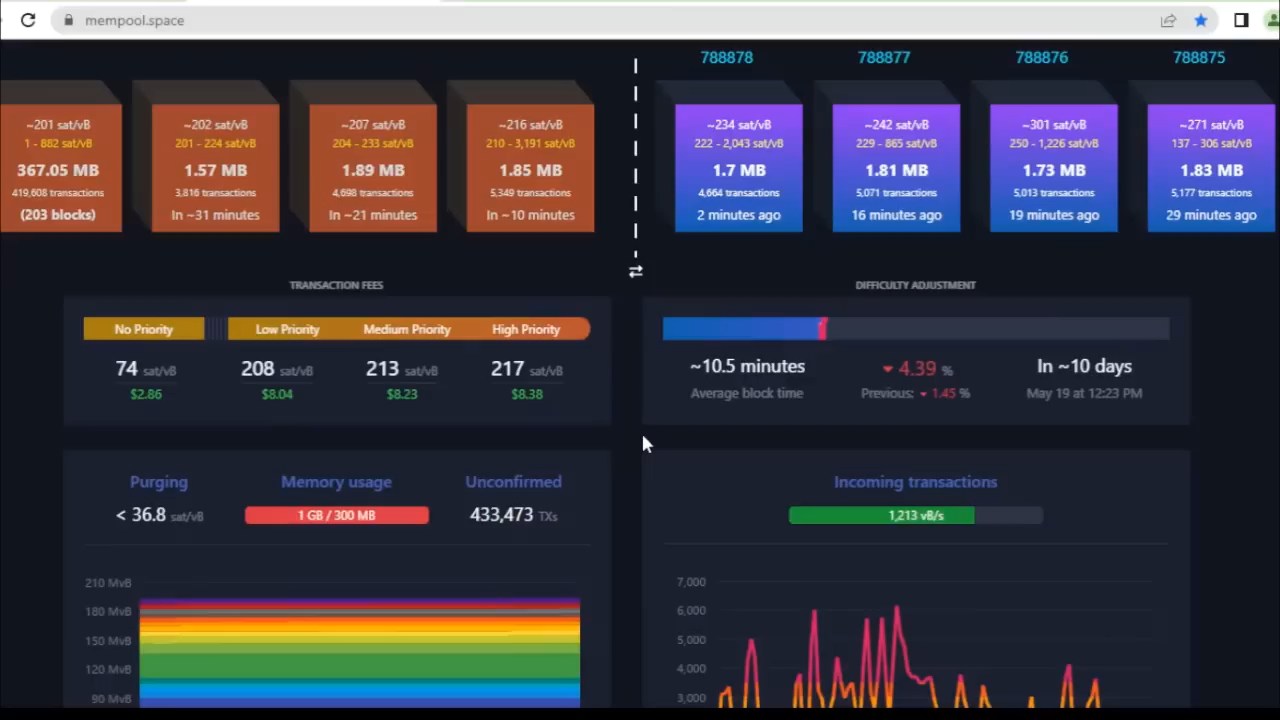 mempool.space
788878 788877 788876 788875
~201 sat/vB ~202 sat/vB ~207 sat/vB ~216 sat/vB ~234 sat/vB ~242 sat/vB ~301 sat/vB ~271 sat/vB
1 - 882 sat/vB 201 - 224 sat/vB 204 - 233 sat/vB 210 - 3,191 sat/vB 222 - 2,043 sat/vB 229 - 865 sat/vB 250 - 1,226 sat/vB 137 - 306 sat/vB
367.05 MB 1.57 MB 1.89 MB 1.85 MB 1.7 MB 1.81 MB 1.73 MB 1.83 MB
419,608 transactions 3,816 transactions 4,698 transactions 5,349 transactions 4,664 transactions 5,071 transactions 5,013 transactions 5,177 transactions
(203 blocks) In ~31 minutes In ~21 minutes In ~10 minutes 2 minutes ago 16 minutes ago 19 minutes ago 29 minutes ago
TRANSACTION FEES
No Priority Low Priority Medium Priority High Priority
74 sat/vB 208 sat/vB 213 sat/vB 217 sat/vB
$2.86 $8.04 $8.23 $8.38
DIFFICULTY ADJUSTMENT
~10.5 minutes 4.39 % In ~10 days
Average block time Previous: 1.45 % May 19 at 12:23 PM
Purging Memory usage Unconfirmed
< 36.8 sat/vB 1 GB / 300 MB 433,473 TXs
210 MvB
180 MvB
150 MvB
120 MvB
90 MvB
Incoming transactions
1,213 vB/s
7,000
6,000
5,000
4,000
3,000